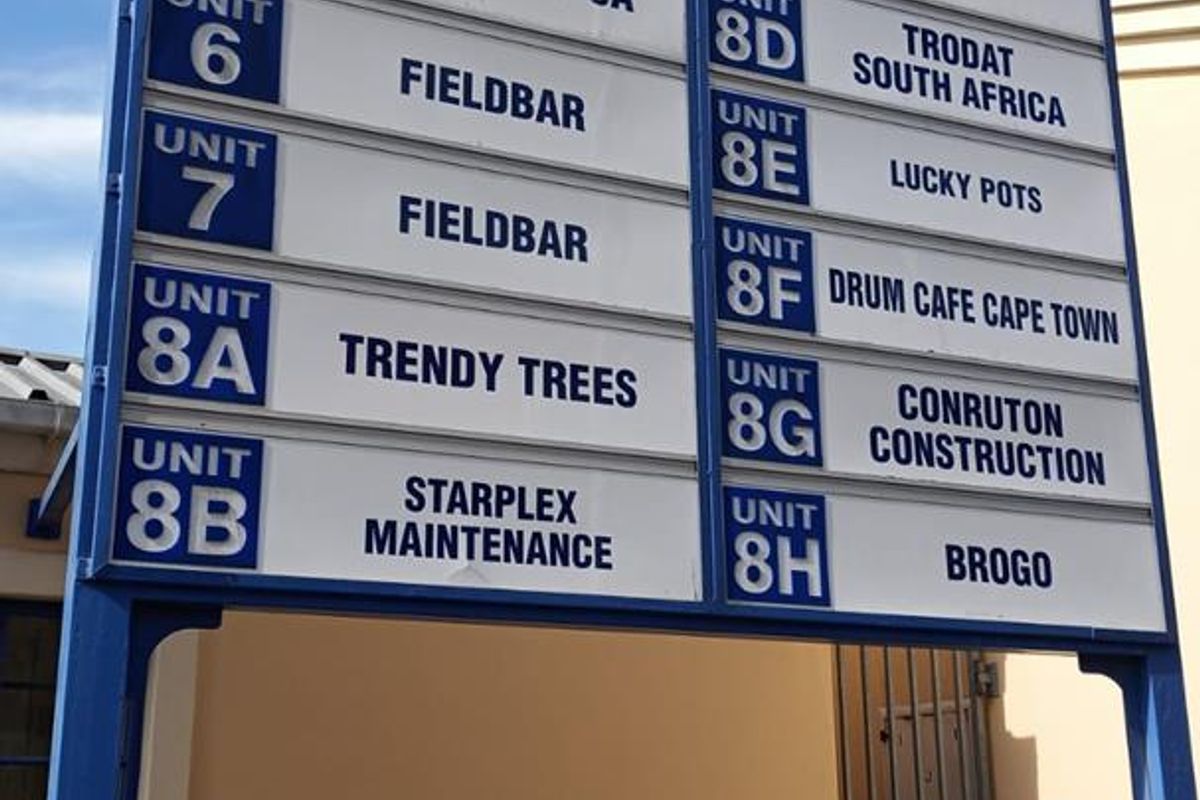 UNIT
6
FIELDBAR
UNIT
7
FIELDBAR
UNIT
8A
TRENDY TREES
UNIT
8B
STARPLEX
MAINTENANCE
UNIT
8D
TRODAT
SOUTH AFRICA
UNIT
8E
LUCKY POTS
UNIT
8F
DRUM CAFE CAPE TOWN
UNIT
8G
CONRUTON
CONSTRUCTION
UNIT
8H
BROGO